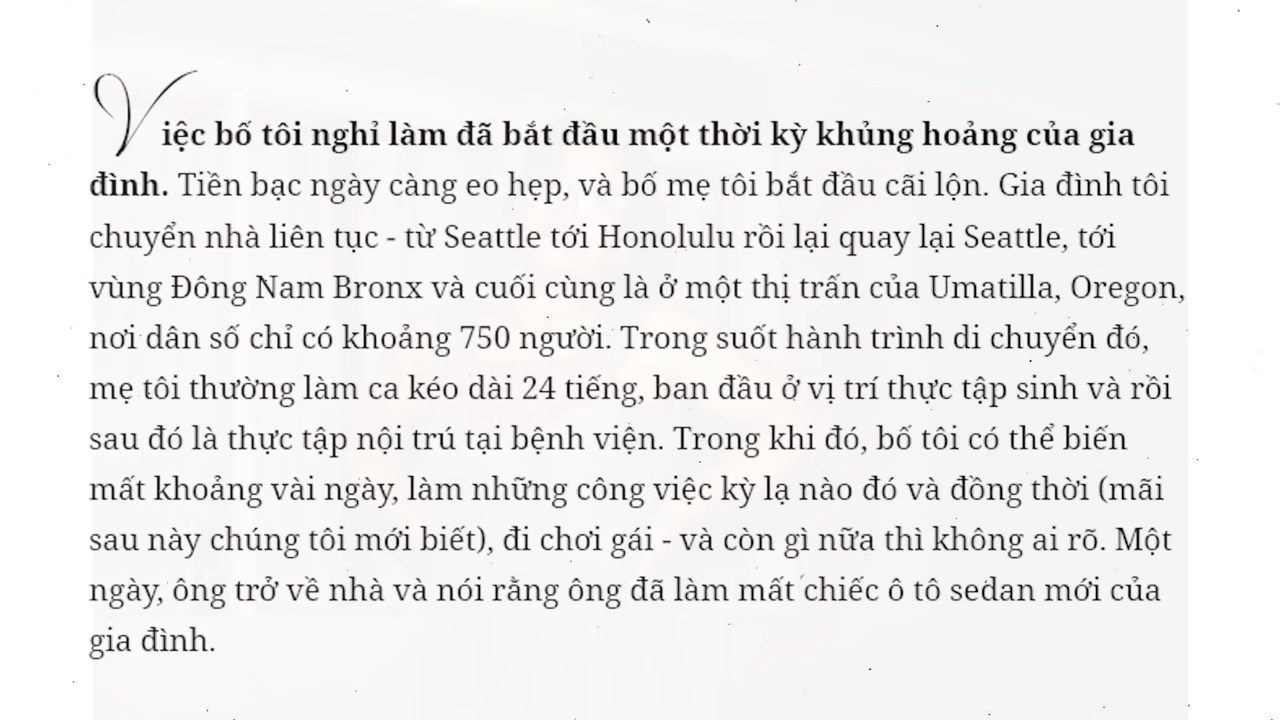 Việc bố tôi nghỉ làm đã bắt đầu một thời kỳ khủng hoảng của gia
đình. Tiền bạc ngày càng eo hẹp, và bố mẹ tôi bắt đầu cãi lộn. Gia đình tôi
chuyển nhà liên tục - từ Seattle tới Honolulu rồi lại quay lại Seattle, tới
vùng Đông Nam Bronx và cuối cùng là ở một thị trấn của Umatilla, Oregon,
nơi dân số chỉ có khoảng 750 người. Trong suốt hành trình di chuyển đó,
mẹ tôi thường làm ca kéo dài 24 tiếng, ban đầu ở vị trí thực tập sinh và rồi
sau đó là thực tập nội trú tại bệnh viện. Trong khi đó, bố tôi có thể biến
mất khoảng vài ngày, làm những công việc kỳ lạ nào đó và đồng thời (mãi
sau này chúng tôi mới biết), đi chơi gái - và còn gì nữa thì không ai rõ. Một
ngày, ông trở về nhà và nói rằng ông đã làm mất chiếc ô tô sedan mới của
gia đình.